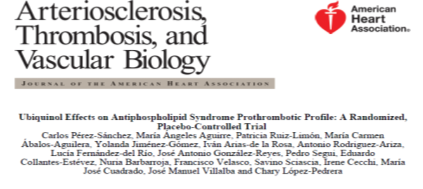 Arteriosclerosis,
Thrombosis, and
Vascular Biology
American
Heart
Association®
JOURNAL OF THE AMERICAN HEART ASSOCIATION
Ubiquinol Effects on Antiphospholipid Syndrome Prothrombotic Profile: A Randomized,
Placebo-Controlled Trial
Carlos Pérez-Sánchez, María Ángeles Aguirre, Patricia Ruiz-Limón, María Carmen
Ábalos-Aguilera, Yolanda Jiménez-Gómez, Iván Arias-de la Rosa, Antonio Rodriguez-Ariza,
Lucía Fernández-del Río, José Antonio González-Reyes, Pedro Segui, Eduardo
Collantes-Estévez, Nuria Barbarroja, Francisco Velasco, Savino Sciascia, Irene Cecchi, María
José Cuadrado, José Manuel Villalba and Chary López-Pedrera